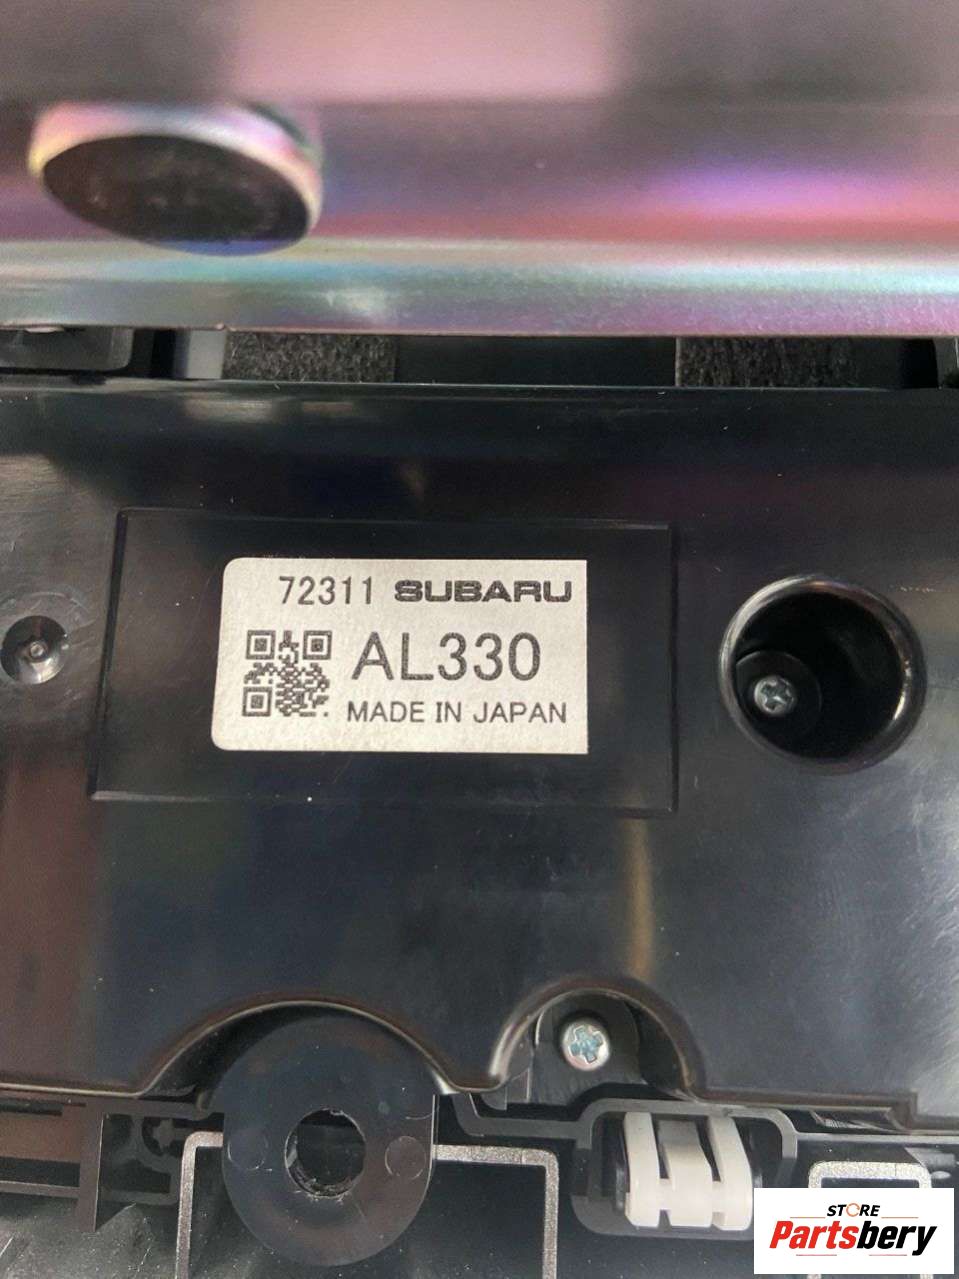 72311 SUBARU
AL330
MADE IN JAPAN
STORE
Partsbery